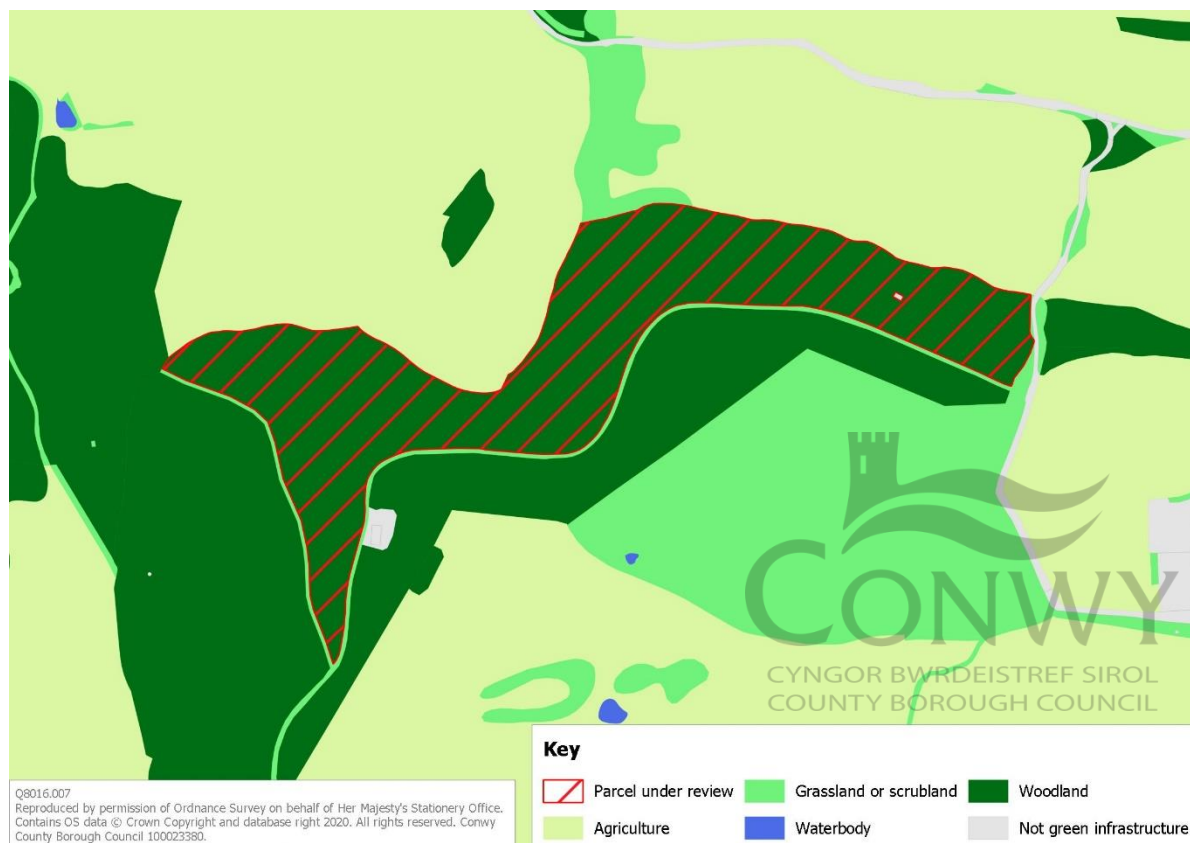 CONWY
CYNGOR BWRDEISTREF SIROL
COUNTY BOROUGH COUNCIL
Key
Parcel under review
Grassland or scrubland
Woodland
Agriculture
Waterbody
Not green infrastructure
Q8016.007
Reproduced by permission of Ordnance Survey on behalf of Her Majesty's Stationery Office.
Contains OS data © Crown Copyright and database right 2020. All rights reserved. Conwy
County Borough Council 100023380.